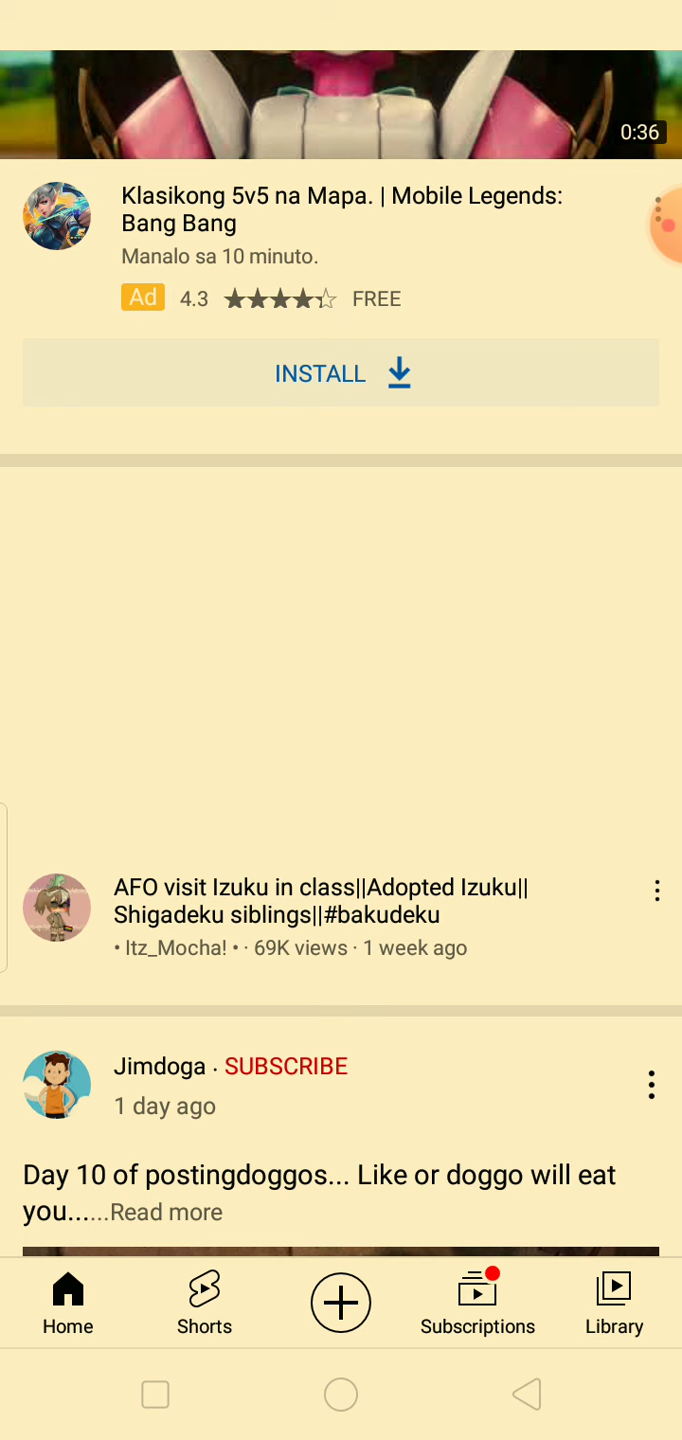 0:36
Klasikong 5v5 na Mapa. | Mobile Legends:
Bang Bang
Manalo sa 10 minuto.
Ad 4.3 FREE
INSTALL
AFO visit Izuku in class||Adopted Izuku||
Shigadeku siblings||#bakudeku
• Itz_Mocha! • · 69K views · 1 week ago
Jimdoga · SUBSCRIBE
1 day ago
Day 10 of postingdoggos... Like or doggo will eat
you......Read more
Home Shorts Subscriptions Library